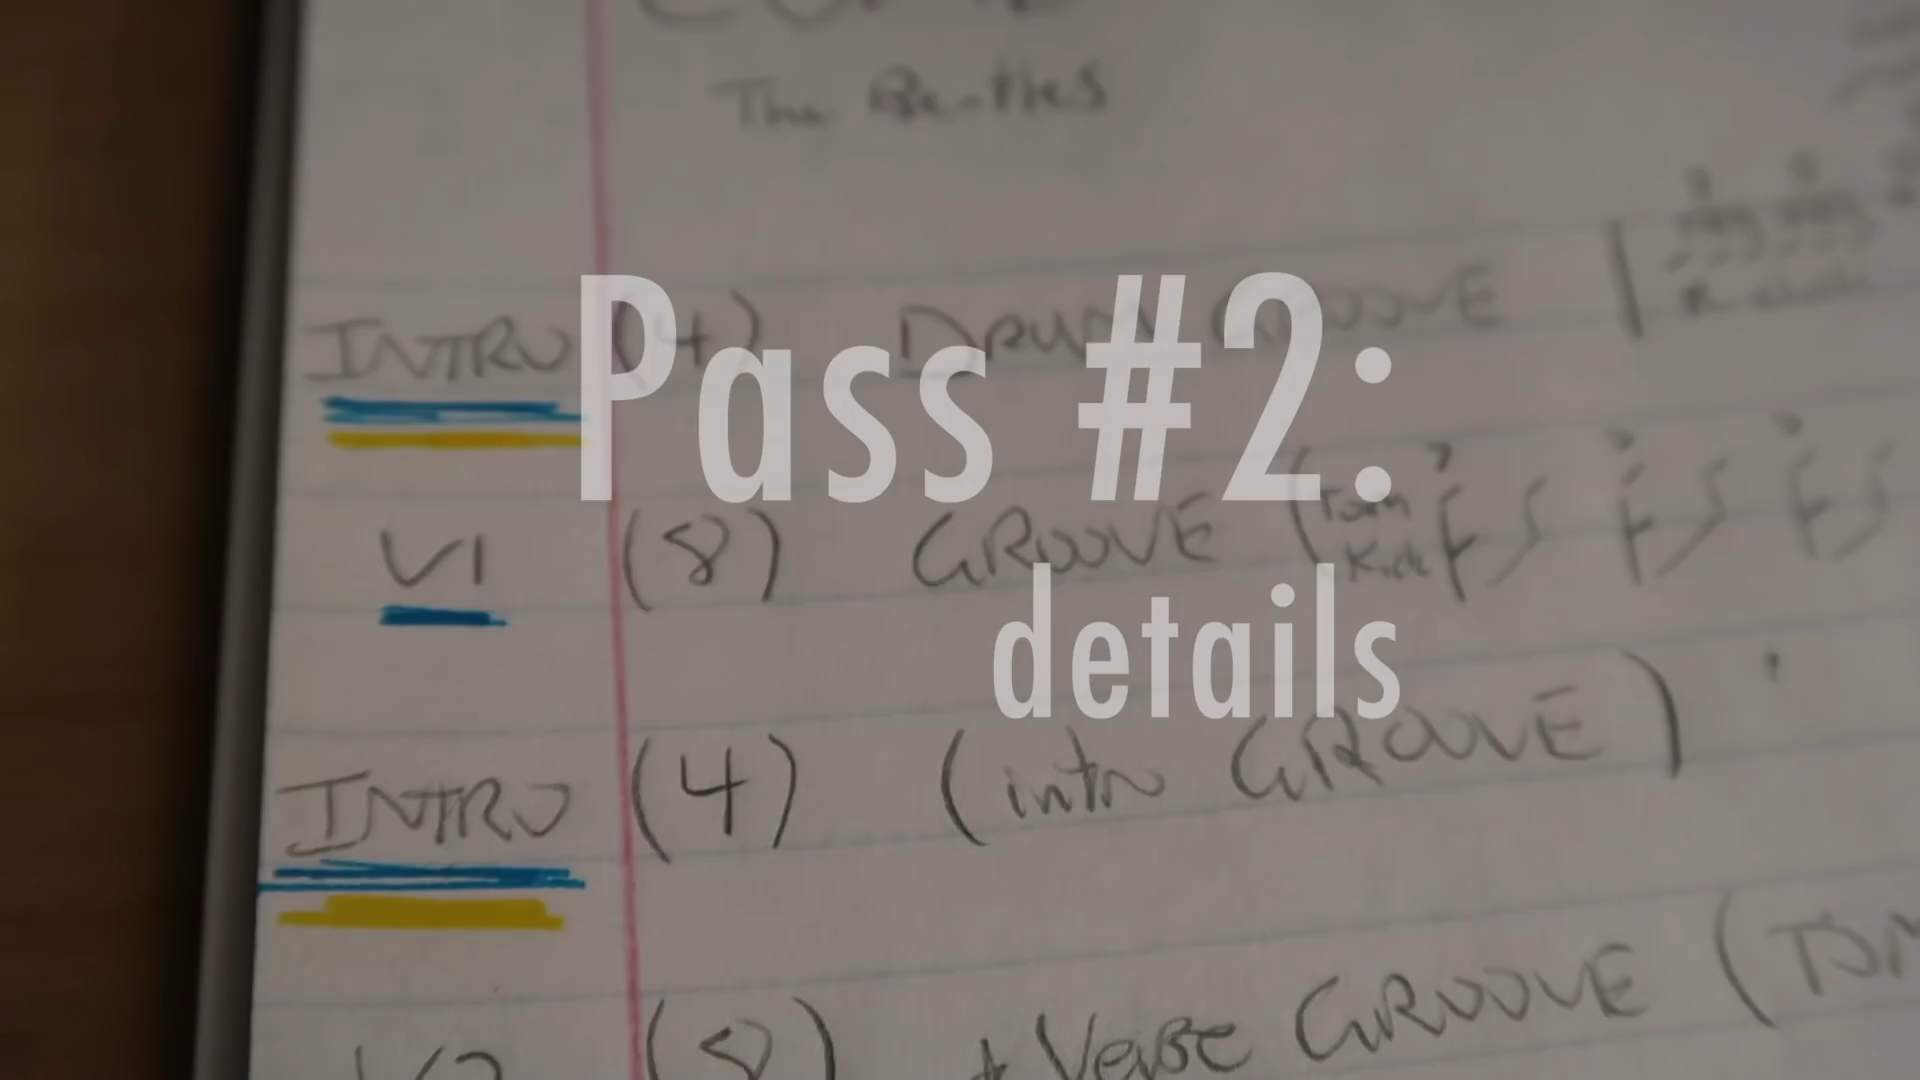 The Beatles
INTRO (4) DRUM GROOVE
Pass #2:
V1 (8) GROOVE (Tom
Kick
details
INTRO (4) (intro GROOVE)
V2 (8) * Verse GROOVE (TOM